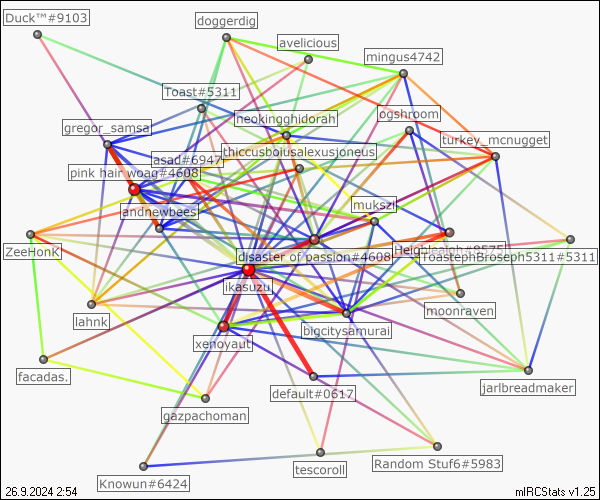 Duck™#9103
doggerdig
avelicious
mingus4742
Toast#5311
neokingghidorah
ogshroom
gregor_samsa
turkey_mcnugget
asad#6947
thiccusboiusalexusjoneus
pink hair woag#4608
mukszi
andnewbees
ZeeHonK
disaster of passion#4608
ToastephBroseph5311#5311
ikasuzu
lahnk
moonraven
bigcitysamurai
xenoyaut
facadas.
default#0617
jarlbreadmaker
gazpachoman
tescoroll
Random Stuf6#5983
Knowun#6424
26.9.2024 2:54
mIRCStats v1.25